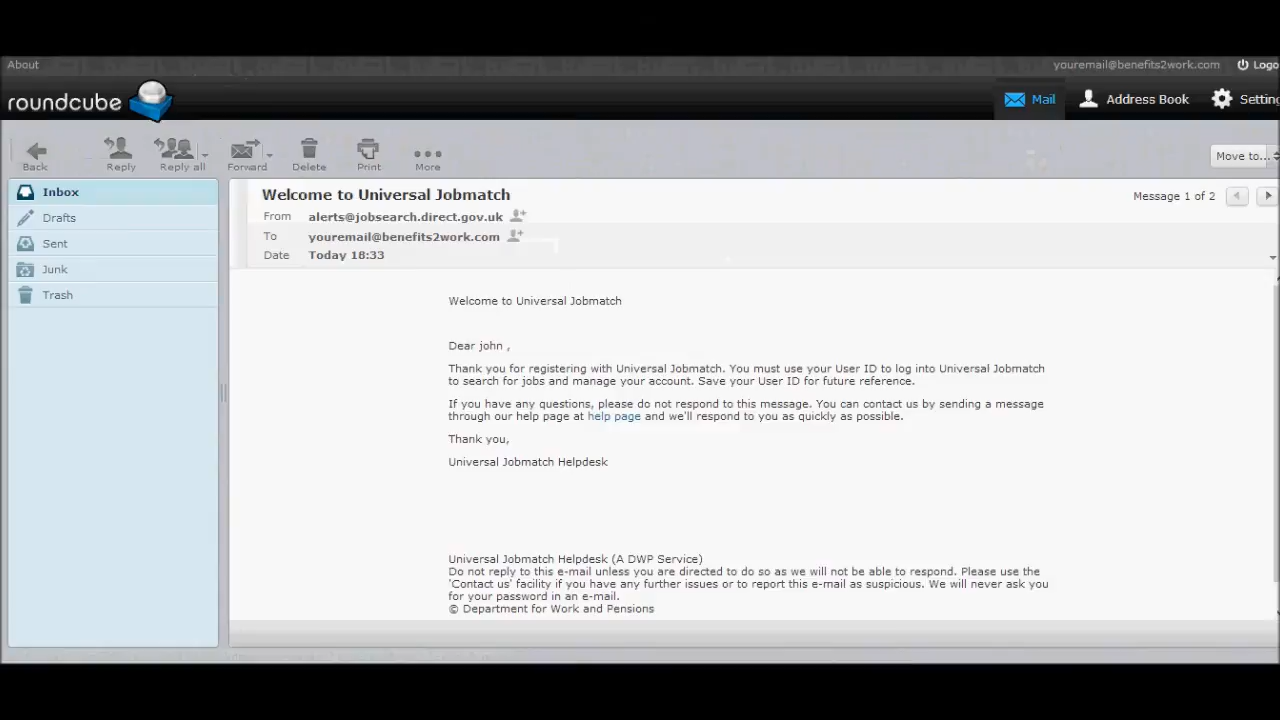 About
youremail@benefits2work.com
Logo
roundcube
Mail
Address Book
Setting
Back
Reply
Reply all
Forward
Delete
Print
More
Move to...
Inbox
Drafts
Sent
Junk
Trash
Welcome to Universal Jobmatch
Message 1 of 2
From alerts@jobsearch.direct.gov.uk
To youremail@benefits2work.com
Date Today 18:33
Welcome to Universal Jobmatch
Dear john ,
Thank you for registering with Universal Jobmatch. You must use your User ID to log into Universal Jobmatch
to search for jobs and manage your account. Save your User ID for future reference.
If you have any questions, please do not respond to this message. You can contact us by sending a message
through our help page at help page and we'll respond to you as quickly as possible.
Thank you,
Universal Jobmatch Helpdesk
Universal Jobmatch Helpdesk (A DWP Service)
Do not reply to this e-mail unless you are directed to do so as we will not be able to respond. Please use the
'Contact us' facility if you have any further issues or to report this e-mail as suspicious. We will never ask you
for your password in an e-mail.
© Department for Work and Pensions